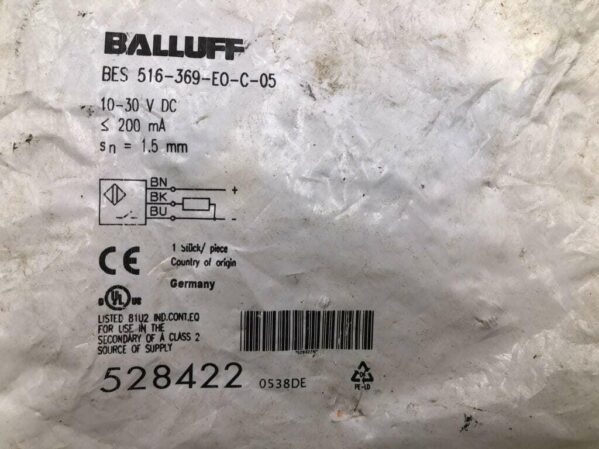 BALLUFF
BES 516-369-EO-C-05
10-30 V DC
≤ 200 mA
sn = 1.5 mm
BN
+
BK
BU
-
1 Stück/ piece
Country of origin
Germany
CE
UL
LISTED 81U2 IND.CONT.EQ
FOR USE IN THE
SECONDARY OF A CLASS 2
SOURCE OF SUPPLY
528422 0538DE
PE-LD